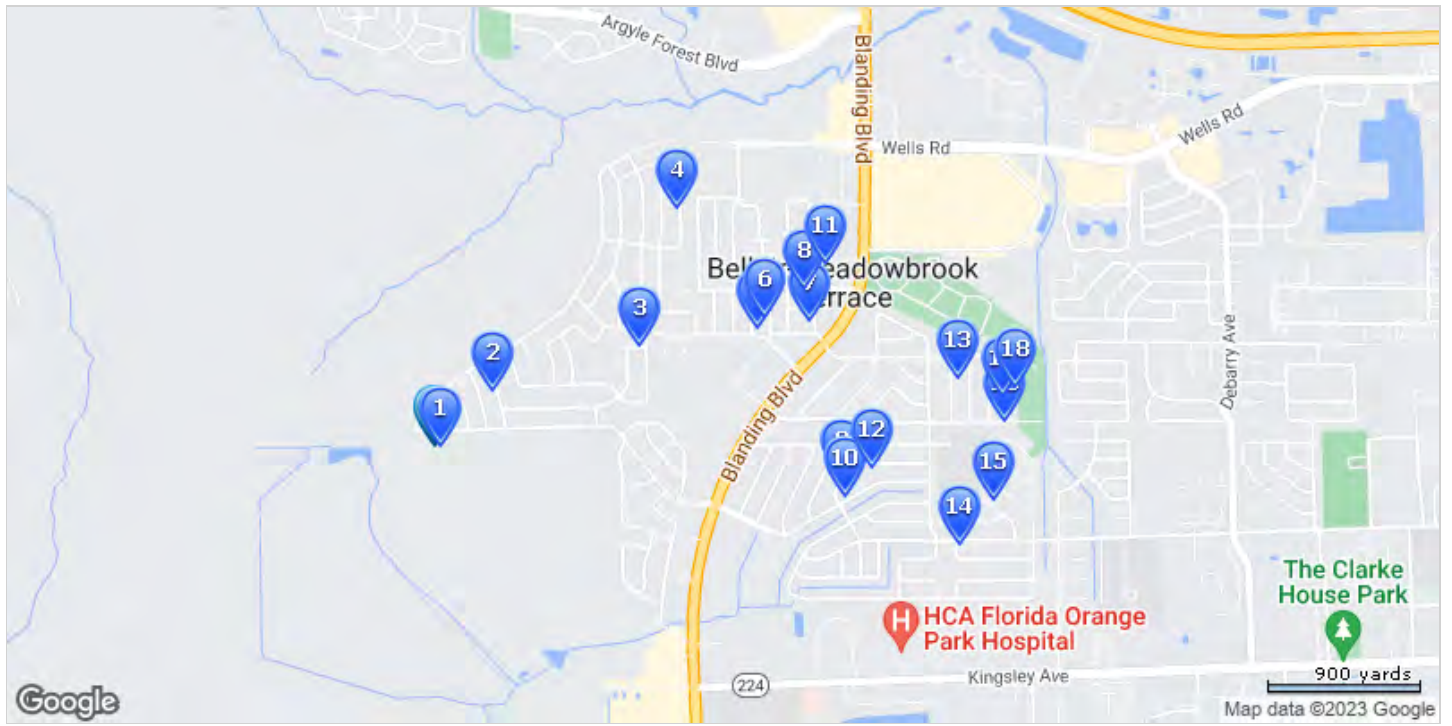 Argyle Forest Blvd
Blanding Blvd
Wells Rd
Wells Rd
4
11
8
6
3
2
1
13
18
12
10
15
14
Debarry Ave
Blanding Blvd
The Clarke
House Park
H
HCA Florida Orange
Park Hospital
224
Kingsley Ave
900 yards
Google
Map data ©2023 Google